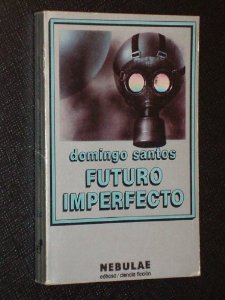 domingo santos
FUTURO
IMPERFECTO
NEBULAE
edhasa / ciencia ficción